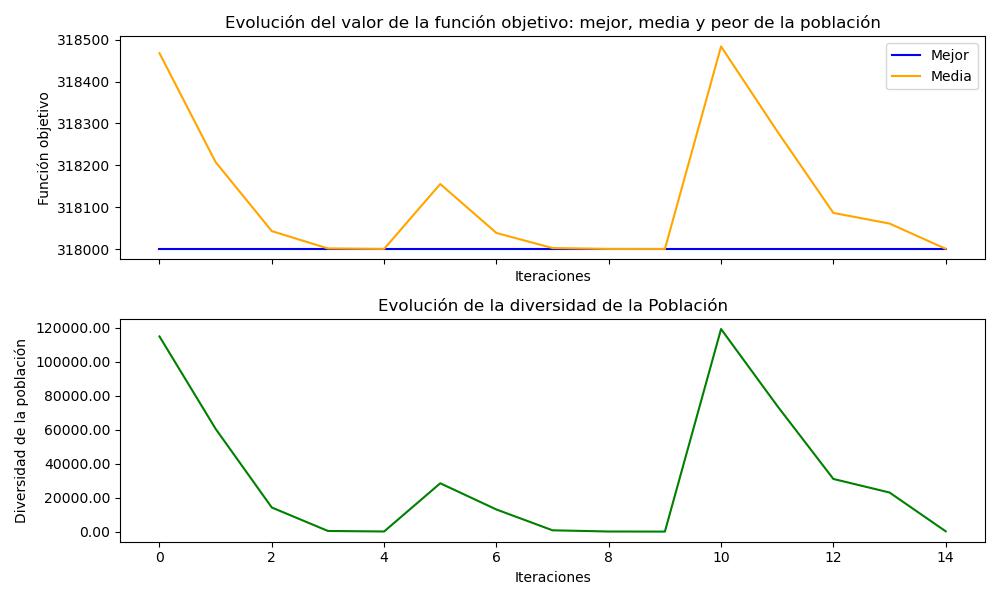 Evolución del valor de la función objetivo: mejor, media y peor de la población
Función objetivo
318500
318400
318300
318200
318100
318000
Mejor
Media
Iteraciones
Evolución de la diversidad de la Población
Diversidad de la población
120000.00
100000.00
80000.00
60000.00
40000.00
20000.00
0.00
0 2 4 6 8 10 12 14
Iteraciones